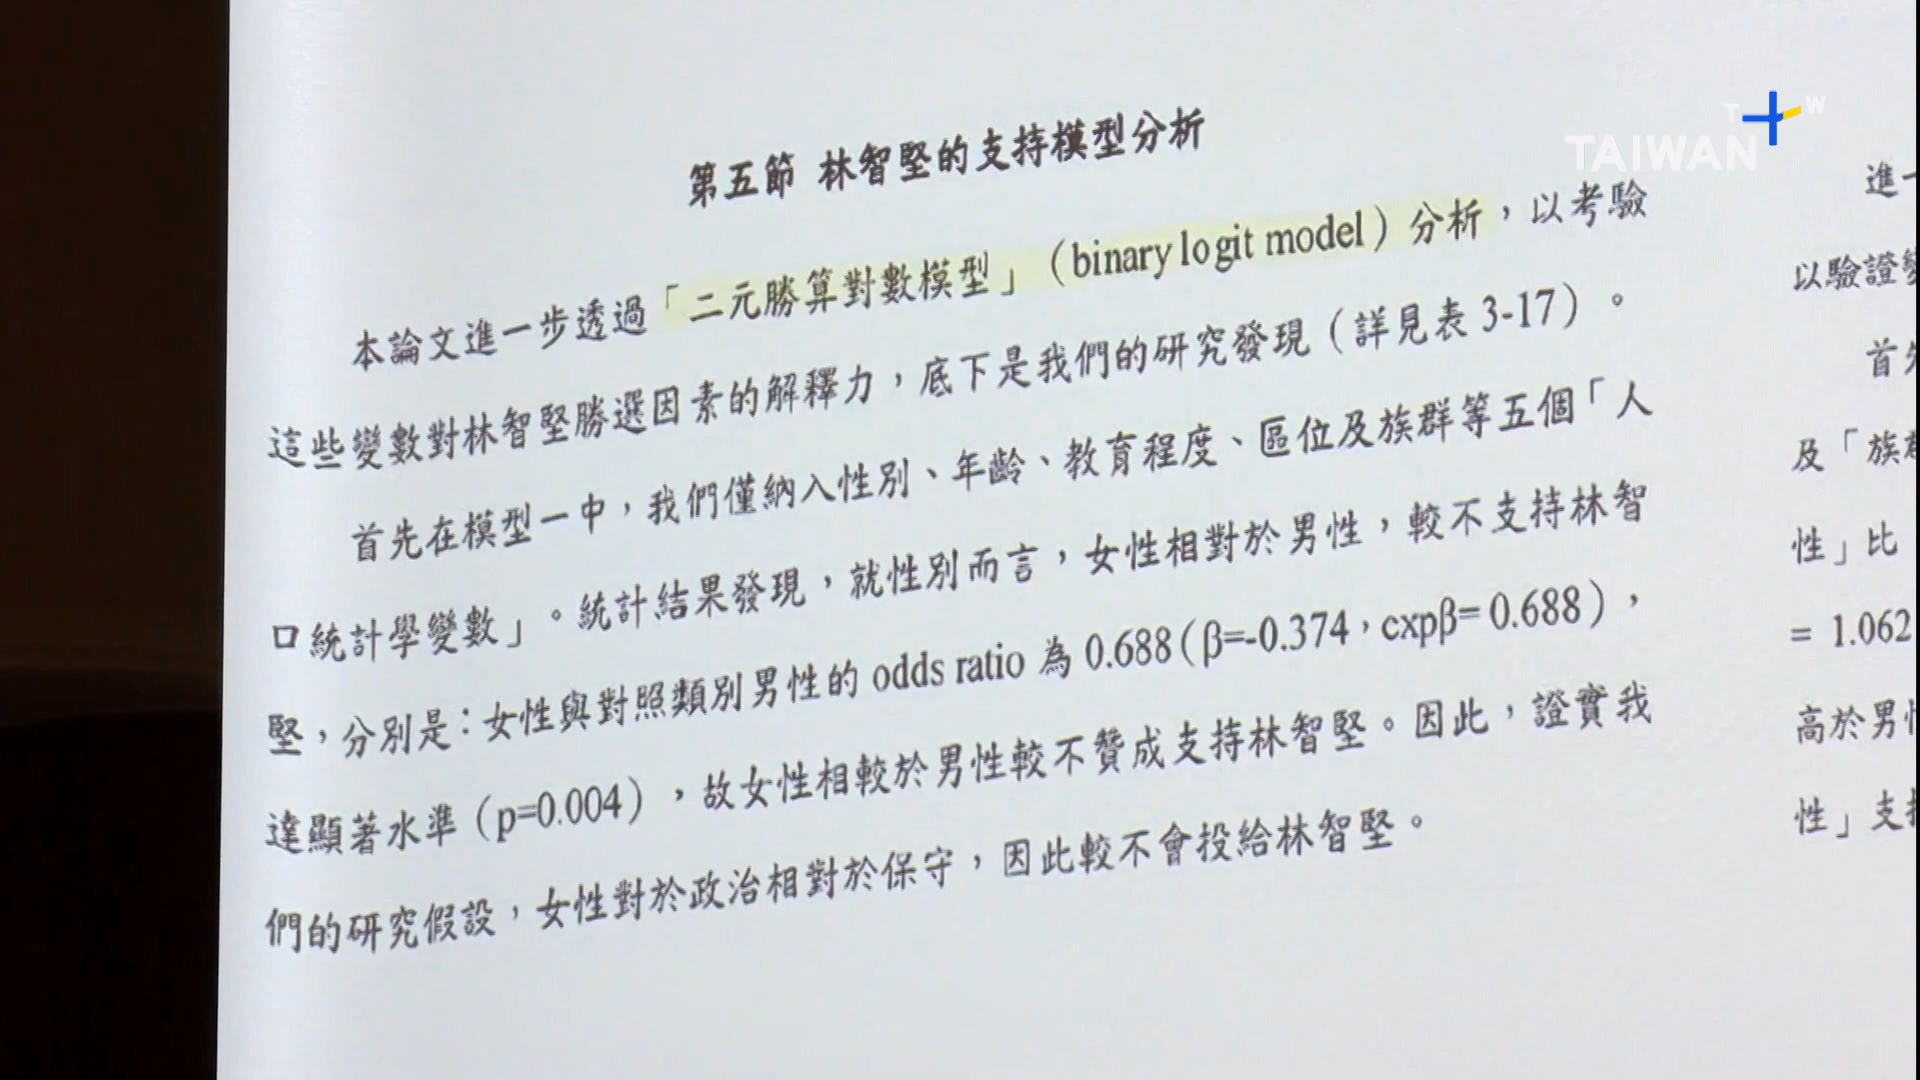 T W
TAIWAN
第五節 林智堅的支持模型分析
本論文進一步透過「二元勝算對數模型」（binary logit model）分析，以考驗
這些變數對林智堅勝選因素的解釋力，底下是我們的研究發現（詳見表 3-17）。
首先在模型一中，我們僅納入性別、年齡、教育程度、區位及族群等五個「人
口統計學變數」。統計結果發現，就性別而言，女性相對於男性，較不支持林智
堅，分別是：女性與對照類別男性的 odds ratio 為 0.688（β=-0.374，expβ= 0.688），
達顯著水準（p=0.004），故女性相較於男性較不贊成支持林智堅。因此，證實我
們的研究假設，女性對於政治相對於保守，因此較不會投給林智堅。
進一
以驗證
首先
及「族
性」比
= 1.062
高於男
性」支